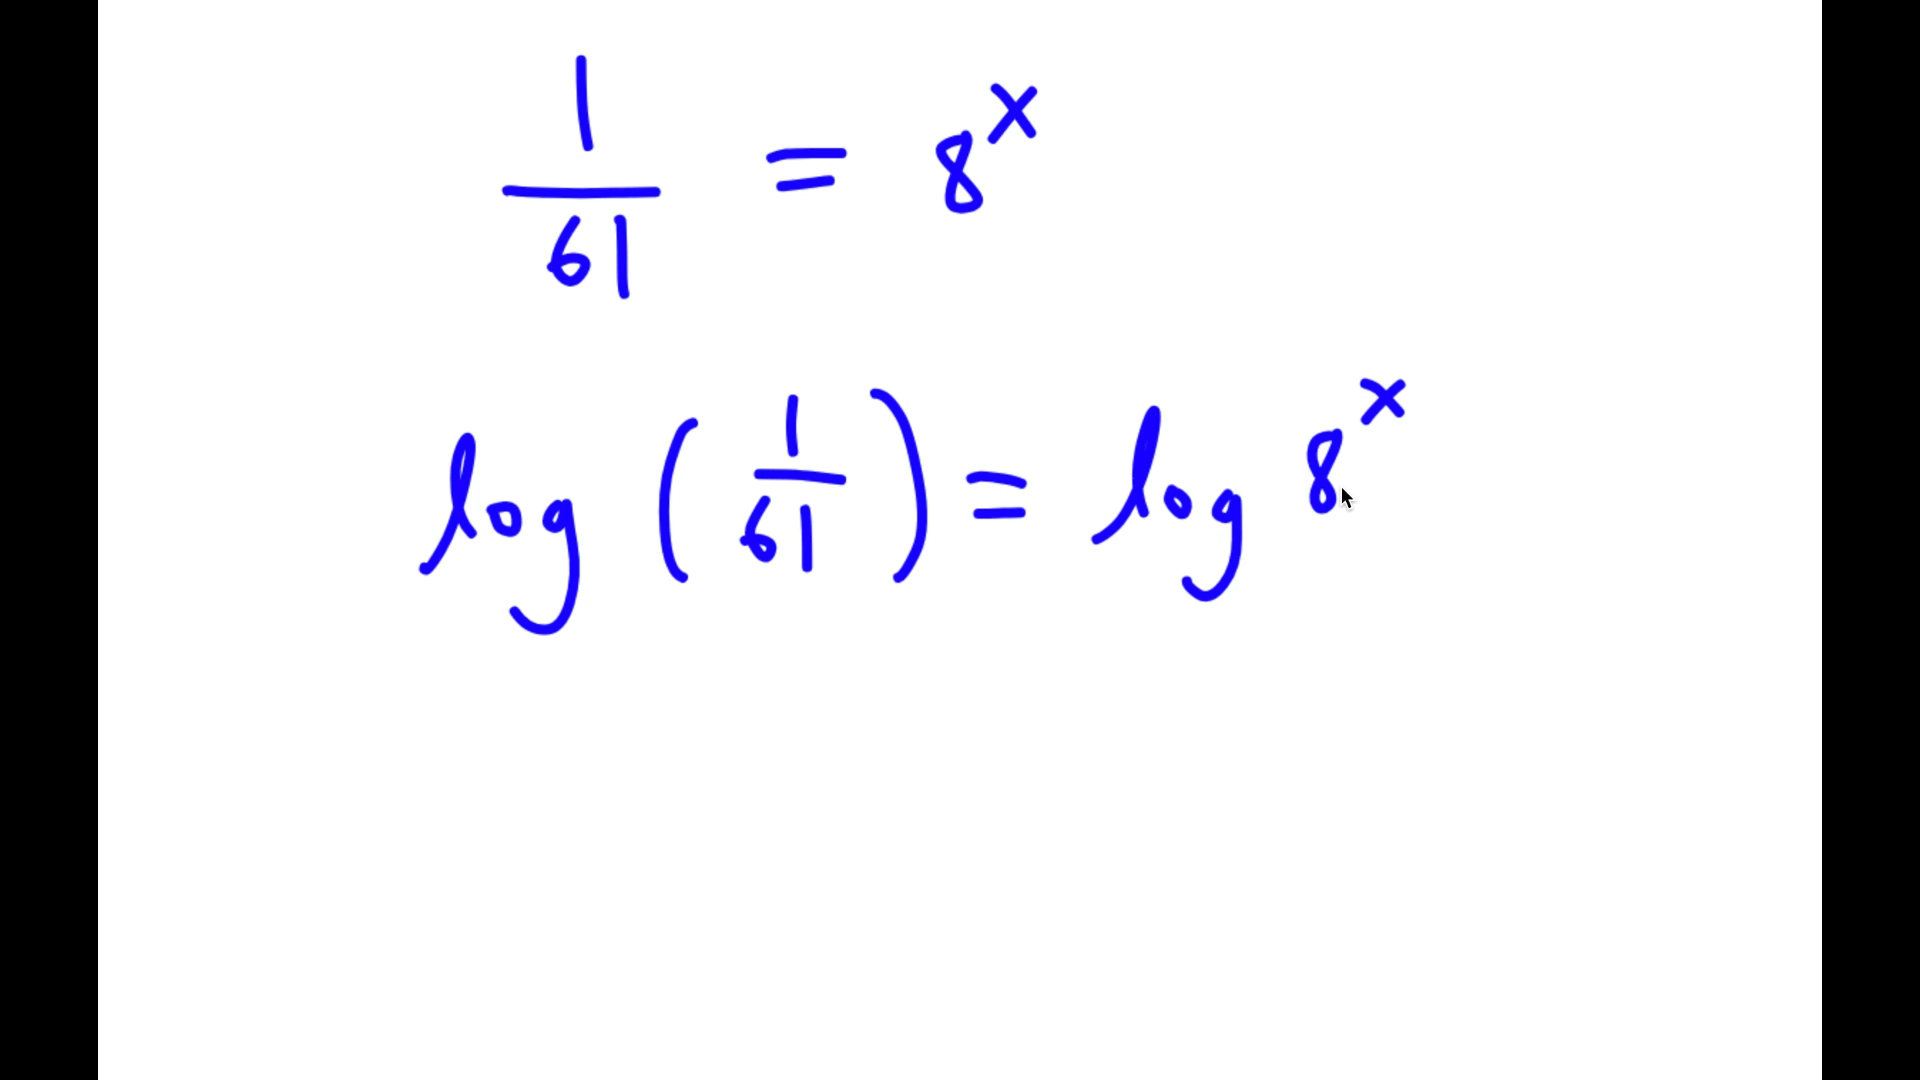 1/61 = 8^x
log (1/61) = log 8^x